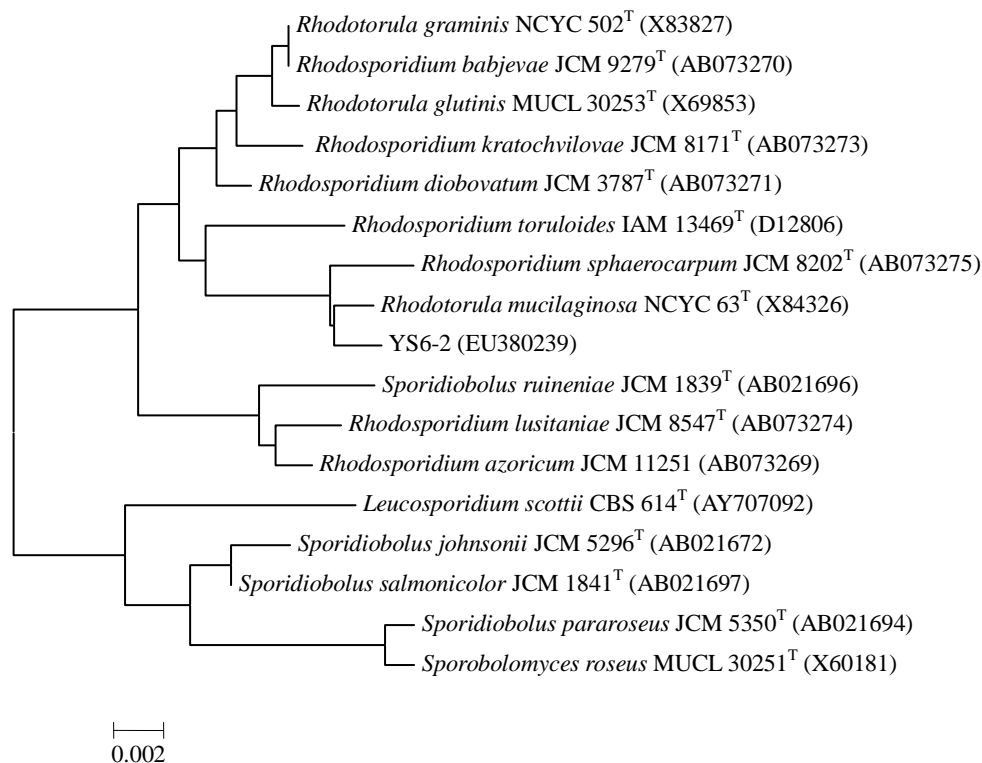 Rhodotorula graminis NCYC 502T (X83827)
Rhodosporidium babjevae JCM 9279T (AB073270)
Rhodotorula glutinis MUCL 30253T (X69853)
Rhodosporidium kratochvilovae JCM 8171T (AB073273)
Rhodosporidium diobovatum JCM 3787T (AB073271)
Rhodosporidium toruloides IAM 13469T (D12806)
Rhodosporidium sphaerocarpum JCM 8202T (AB073275)
Rhodotorula mucilaginosa NCYC 63T (X84326)
YS6-2 (EU380239)
Sporidiobolus ruineniae JCM 1839T (AB021696)
Rhodosporidium lusitaniae JCM 8547T (AB073274)
Rhodosporidium azoricum JCM 11251 (AB073269)
Leucosporidium scottii CBS 614T (AY707092)
Sporidiobolus johnsonii JCM 5296T (AB021672)
Sporidiobolus salmonicolor JCM 1841T (AB021697)
Sporidiobolus pararoseus JCM 5350T (AB021694)
Sporobolomyces roseus MUCL 30251T (X60181)
0.002